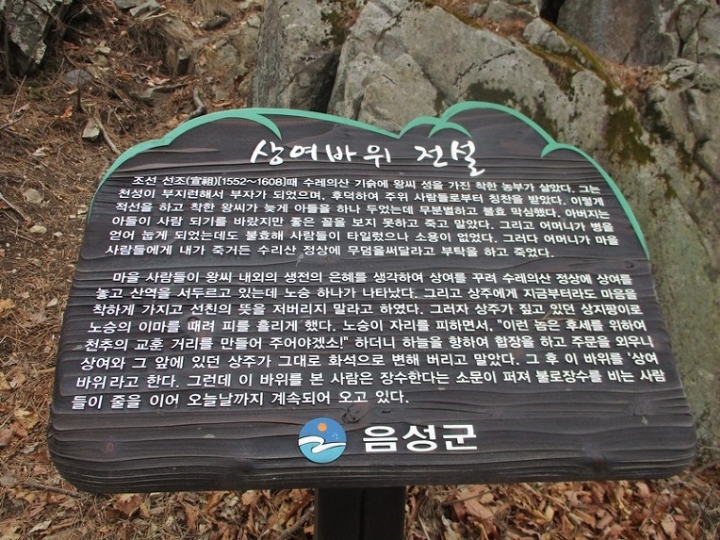 상여바위 전설
조선 선조(宣祖)[1552~1608]때 수레의산 기슭에 왕씨 성을 가진 착한 농부가 살았다. 그는
천성이 부지런해서 부자가 되었으며, 후덕하여 주위 사람들로부터 칭찬을 받았다. 이렇게
적선을 하고 착한 왕씨가 늦게 아들을 하나 두었는데 무분별하고 불효 막심했다. 아버지는
아들이 사람 되기를 바랐지만 좋은 꼴을 보지 못하고 죽고 말았다. 그리고 어머니가 병을
얻어 눕게 되었는데도 불효해 사람들이 타일렀으나 소용이 없었다. 그러다 어머니가 마을
사람들에게 내가 죽거든 수리산 정상에 무덤을써달라고 부탁을 하고 죽었다.
마을 사람들이 왕씨 내외의 생전의 은혜를 생각하여 상여를 꾸려 수레의산 정상에 상여를
놓고 산역을 서두르고 있는데 노승 하나가 나타났다. 그리고 상주에게 지금부터라도 마음을
착하게 가지고 선친의 뜻을 저버리지 말라고 하였다. 그러자 상주가 짚고 있던 상지팡이로
노승의 이마를 때려 피를 흘리게 했다. 노승이 자리를 피하면서, "이런 놈은 후세를 위하여
천추의 교훈 거리를 만들어 주어야겠소!" 하더니 하늘을 향하여 합장을 하고 주문을 외우니
상여와 그 앞에 있던 상주가 그대로 화석으로 변해 버리고 말았다. 그 후 이 바위를 '상여
바위'라고 한다. 그런데 이 바위를 본 사람은 장수한다는 소문이 퍼져 불로장수를 비는 사람
들이 줄을 이어 오늘날까지 계속되어 오고 있다.
음성군